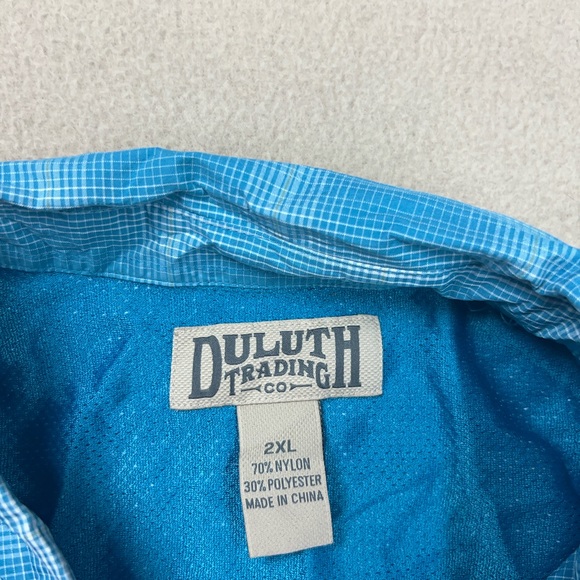 DULUTH
TRADING
CO
2XL
70% NYLON
30% POLYESTER
MADE IN CHINA